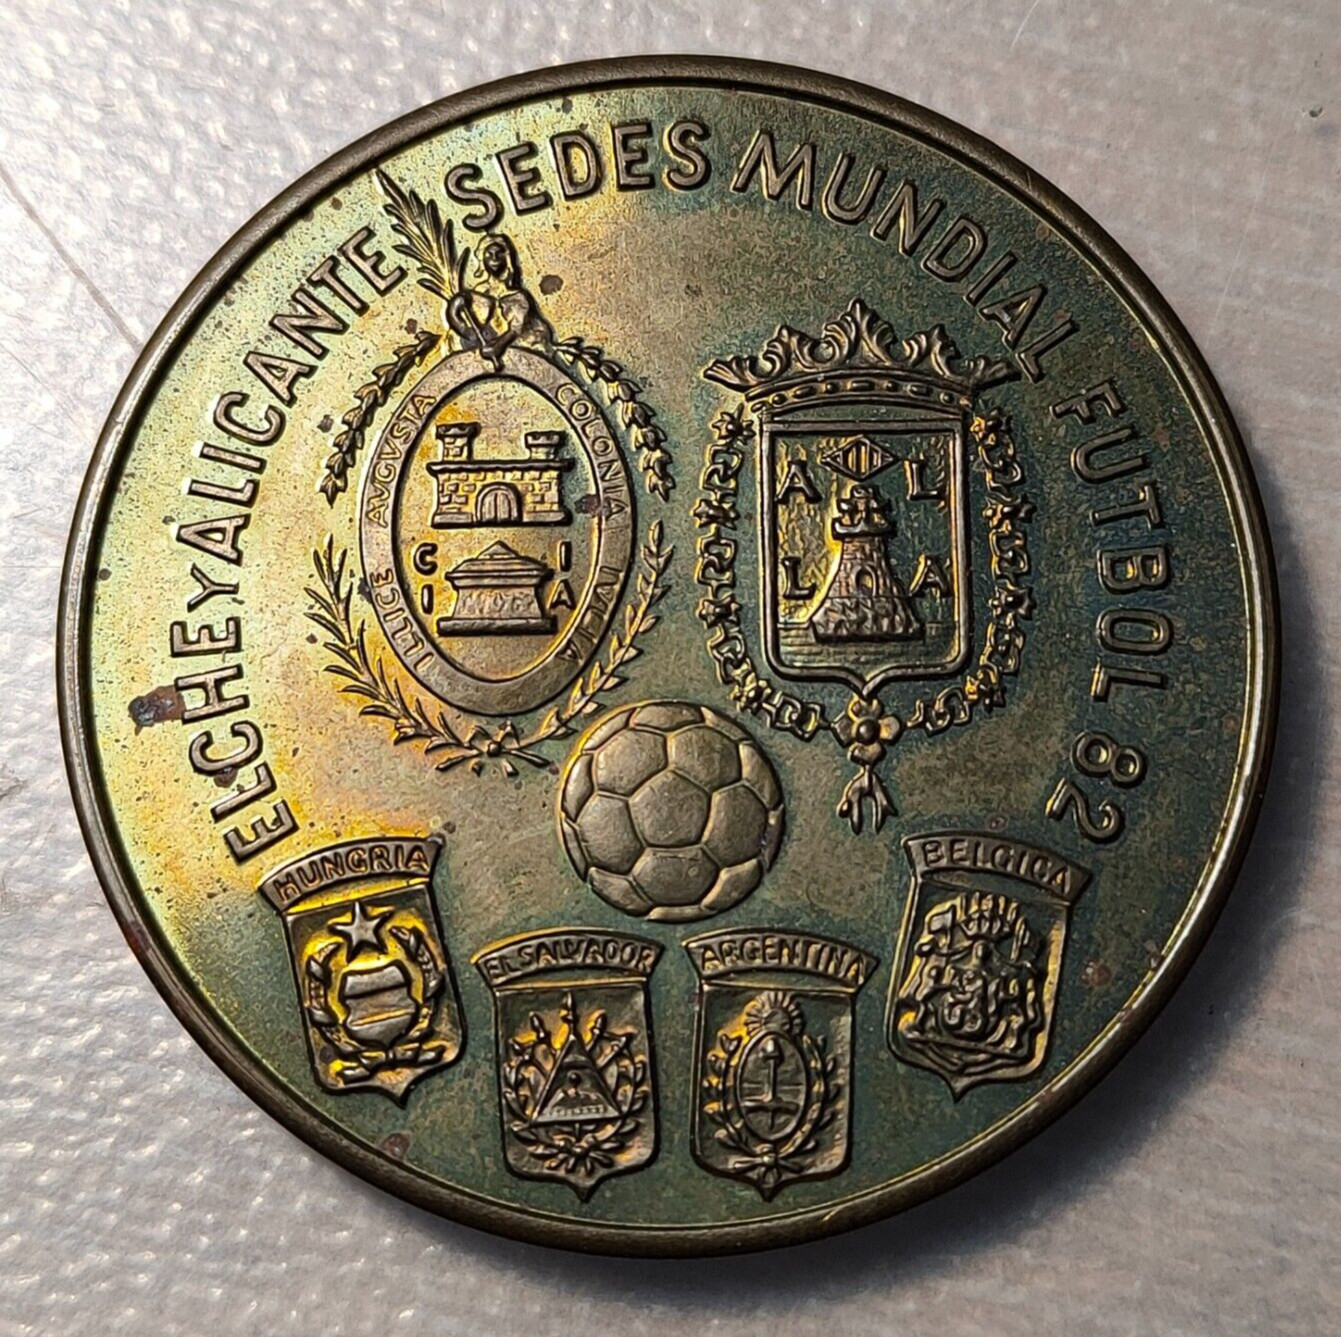 ELCHE Y ALICANTE SEDES MUNDIAL FUTBOL 82
ILLICE AVGVSTA COLONIA IVLIA
C I
I A
A L
L A
HUNGRIA
EL SALVADOR
ARGENTINA
BELGICA